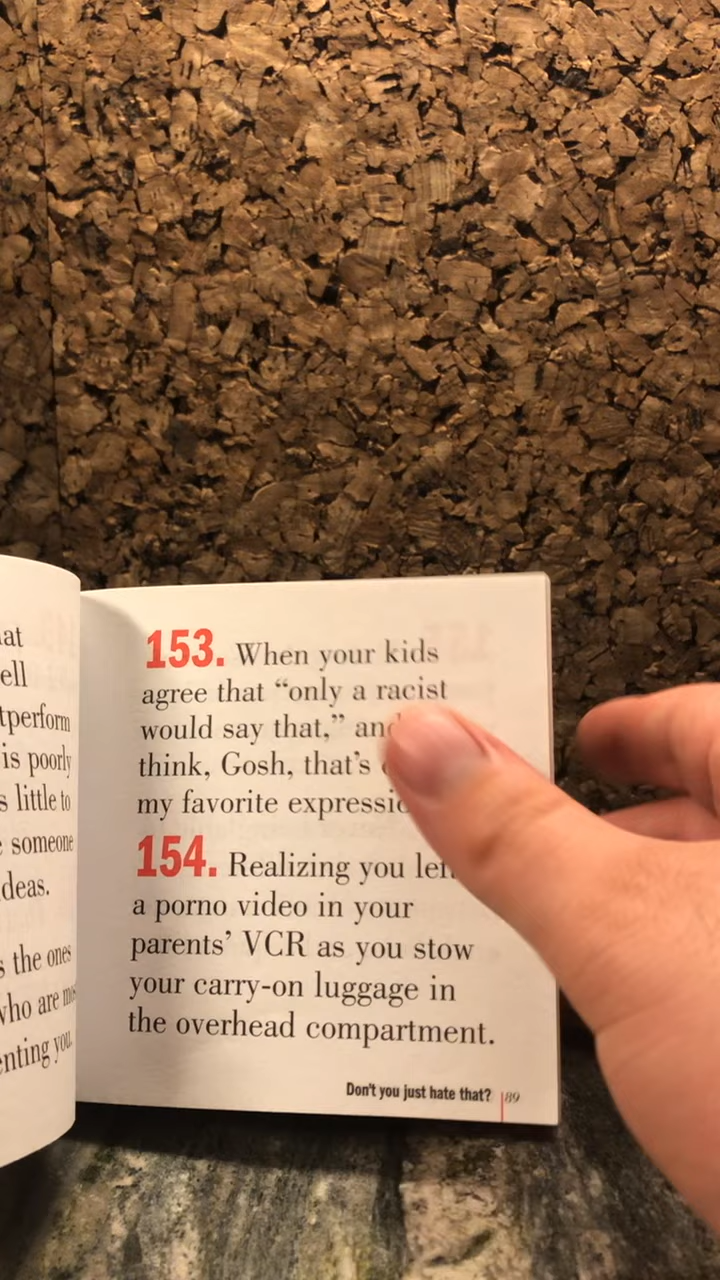 at
ell
tperform
is poorly
s little to
someone
deas.
s the ones
who are
enting you.
153. When your kids
agree that “only a racist
would say that,” and
think, Gosh, that’s
my favorite
154. Realizing you
a porno video in your
parents’ VCR as you stow
your carry-on luggage in
the overhead compartment.
Don't you just hate that? 89